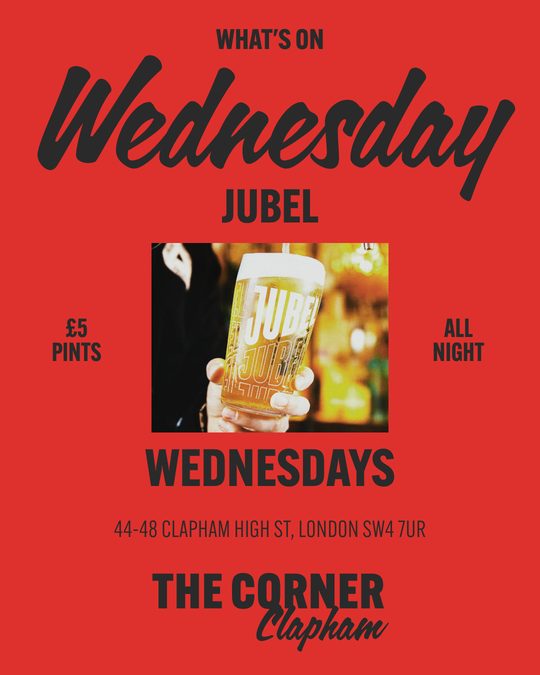 WHAT'S ON
Wednesday
JUBEL
JUBEL
JUBEL
£5
PINTS
ALL
NIGHT
WEDNESDAYS
44-48 CLAPHAM HIGH ST, LONDON SW4 7UR
THE CORNER
Clapham